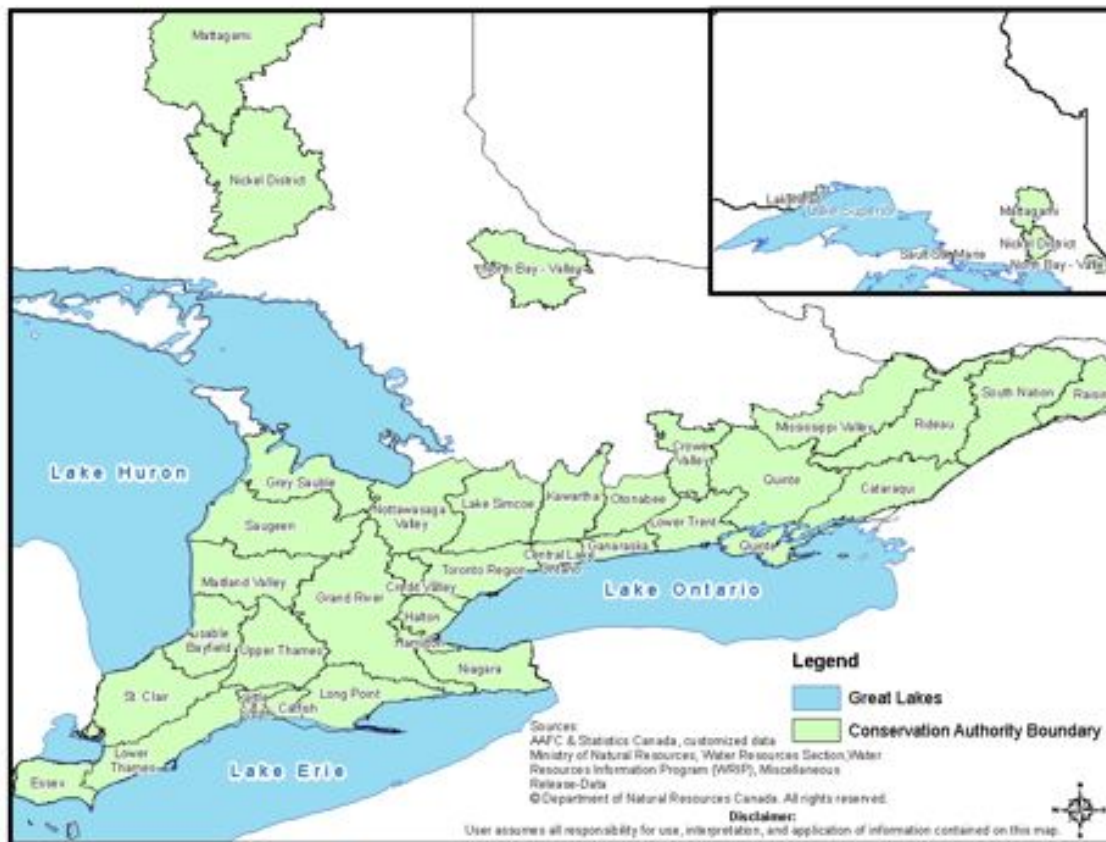 Mattagami
Nickel District
North Bay - Valley
Lake Superior
Mattagami
Sault Ste Marie
Nickel District
North Bay - Valle
Lake Huron
Grey Sauble
Saugeen
Nottawasaga
Valley
Lake Simcoe
Kawartha
Otonabee
Crowe
Valley
Mississippi Valley
Rideau
South Nation
Raisin
Quinte
Cataraqui
Lower Trent
Quinte
Ganaraska
Central Lake
Ontario
Toronto Region
Credit Valley
Lake Ontario
Maitland Valley
Grand River
Halton
Hamilton
Niagara
Ausable
Bayfield
Upper Thames
Long Point
St. Clair
Catfish
Lower
Thames
Essex
Lake Erie
Legend
Great Lakes
Conservation Authority Boundary
Sources:
AAFC & Statistics Canada, customized data
Ministry of Natural Resources, Water Resources Section,Water
Resources Information Program (WRIP), Miscellaneous
Release-Data
© Department of Natural Resources Canada. All rights reserved.
Disclaimer:
User assumes all responsibility for use, interpretation, and application of information contained on this map.